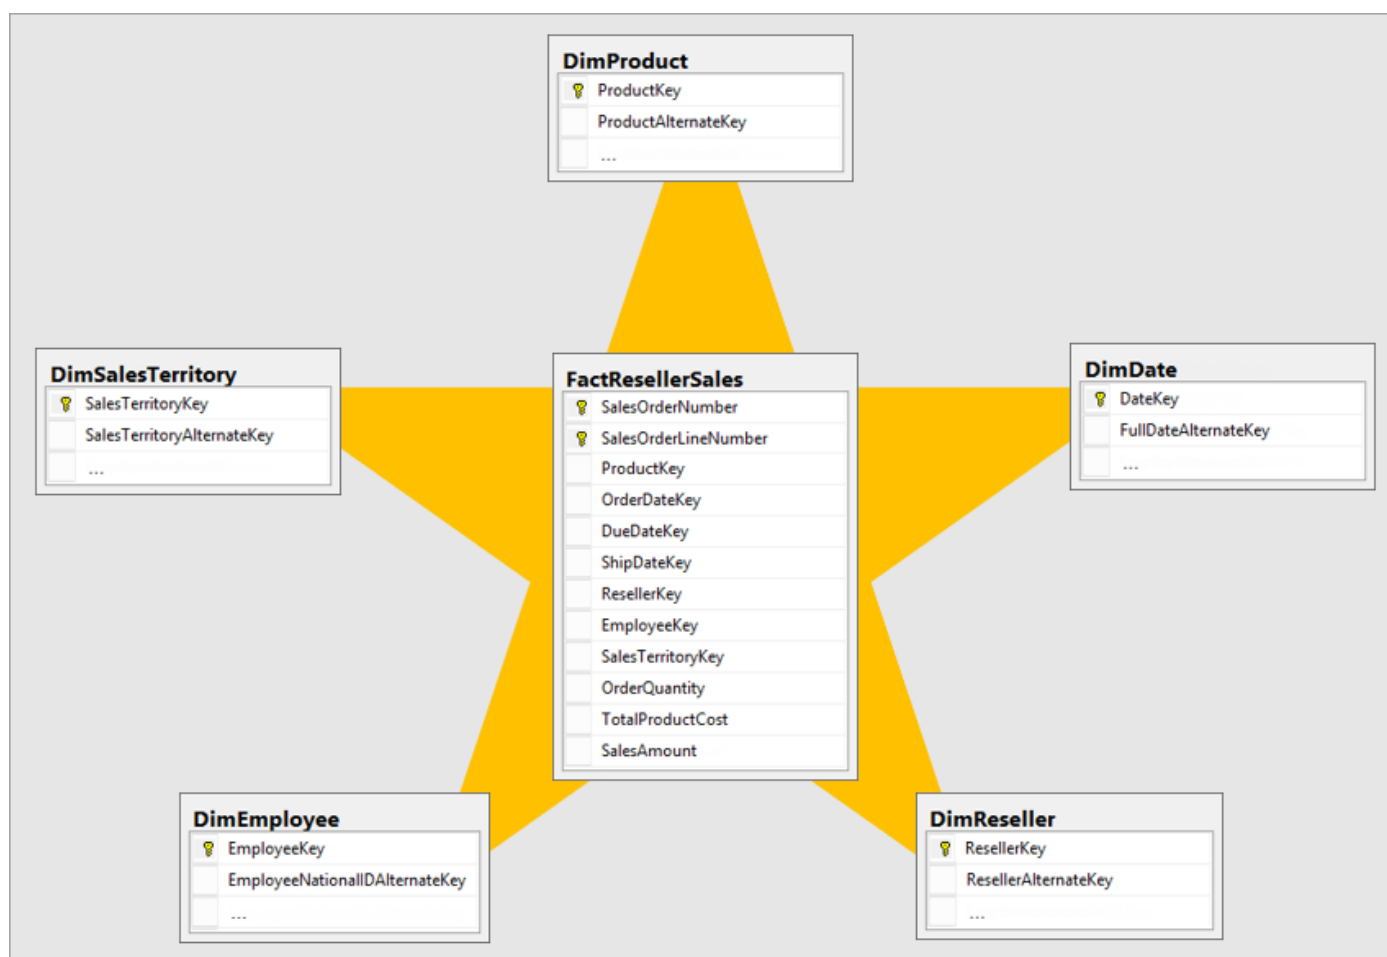 DimProduct
ProductKey
ProductAlternateKey
...
DimSalesTerritory
SalesTerritoryKey
SalesTerritoryAlternateKey
...
FactResellerSales
SalesOrderNumber
SalesOrderLineNumber
ProductKey
OrderDateKey
DueDateKey
ShipDateKey
ResellerKey
EmployeeKey
SalesTerritoryKey
OrderQuantity
TotalProductCost
SalesAmount
DimDate
DateKey
FullDateAlternateKey
...
DimEmployee
EmployeeKey
EmployeeNationalIDAlternateKey
...
DimReseller
ResellerKey
ResellerAlternateKey
...